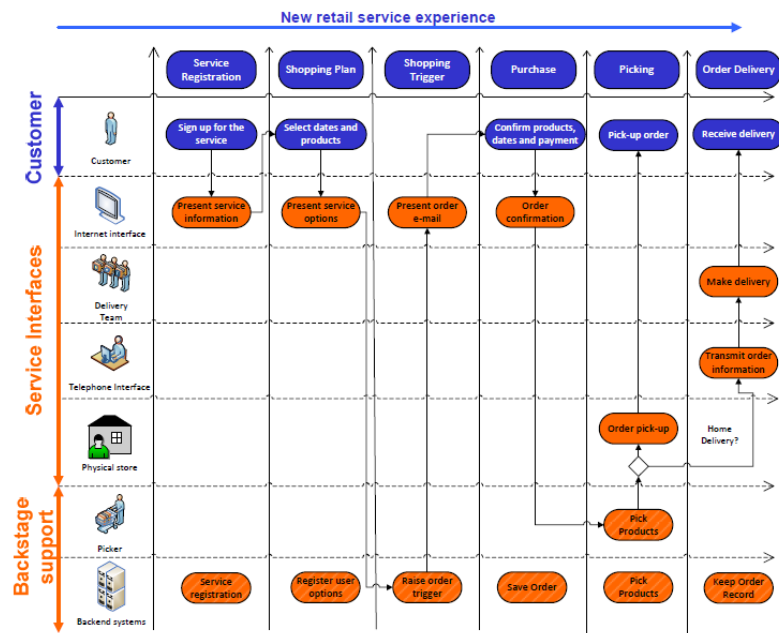 New retail service experience
Service
Registration
Shopping Plan
Shopping
Trigger
Purchase
Picking
Order Delivery
Customer
Customer
Sign up for the
service
Select dates and
products
Confirm products,
dates and payment
Pick-up order
Receive delivery
Service Interfaces
Internet interface
Present service
information
Present service
options
Present order
e-mail
Order
confirmation
Delivery
Team
Make delivery
Telephone Interface
Transmit order
information
Physical store
Order pick-up
Home
Delivery?
Backstage
support
Picker
Pick
Products
Backend systems
Service
registration
Register user
options
Raise order
trigger
Save Order
Pick
Products
Keep Order
Record